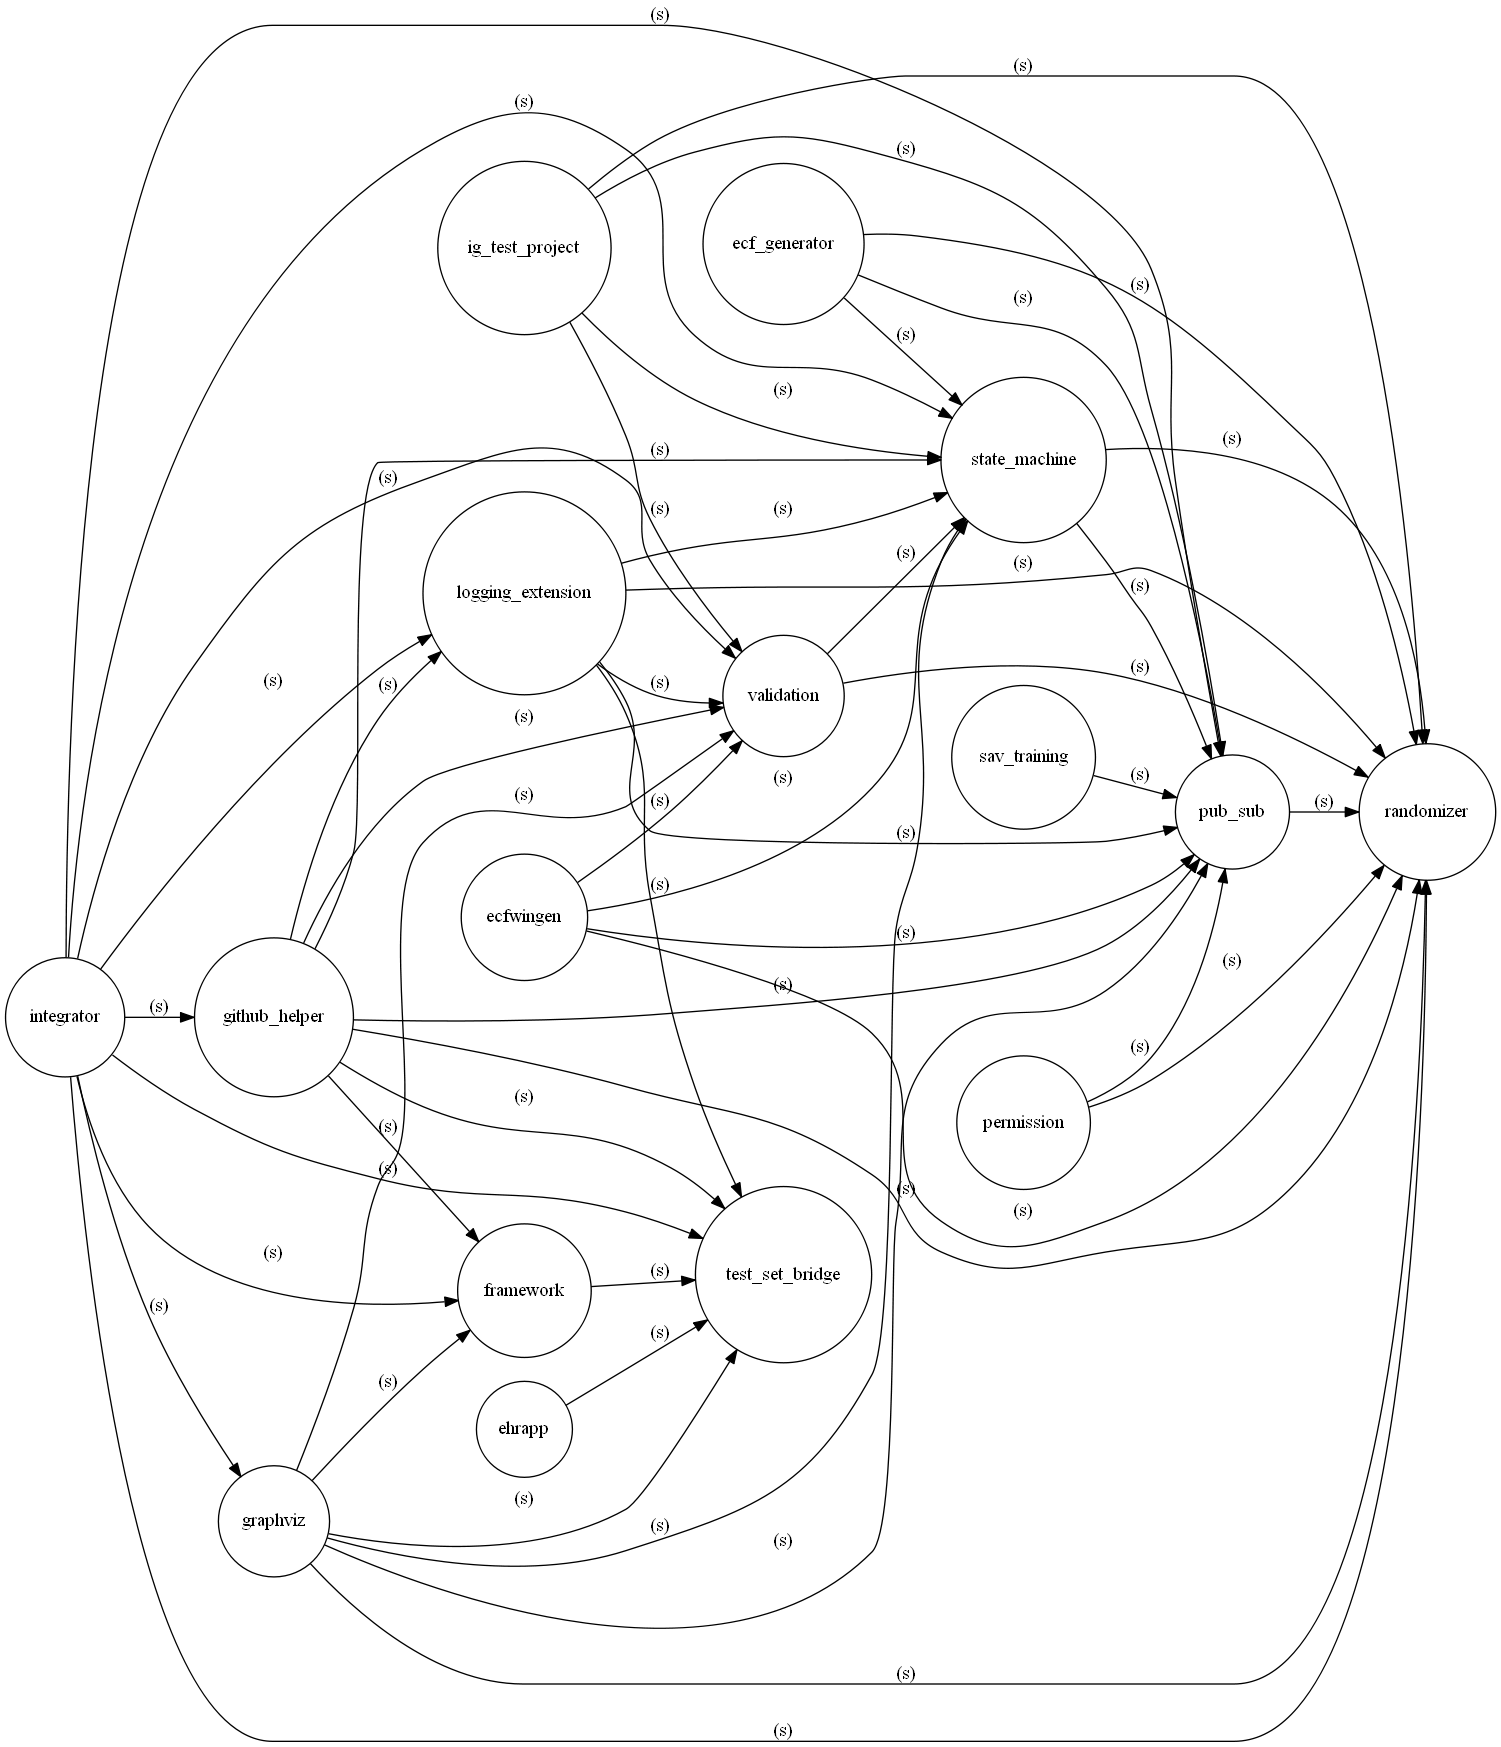 (s)
(s)
(s)
(s)
ig_test_project
ecf_generator
(s)
(s)
(s)
(s)
(s)
(s)
state_machine
(s)
(s)
(s)
(s)
(s)
(s)
logging_extension
(s)
(s)
(s)
(s)
validation
(s)
sav_training
(s)
(s)
(s)
(s)
(s)
pub_sub
randomizer
(s)
(s)
ecfwingen
(s)
(s)
(s)
(s)
integrator
github_helper
(s)
(s)
permission
(s)
(s)
(s)
(s)
(s)
(s)
test_set_bridge
framework
(s)
(s)
(s)
ehrapp
(s)
graphviz
(s)
(s)
(s)
(s)